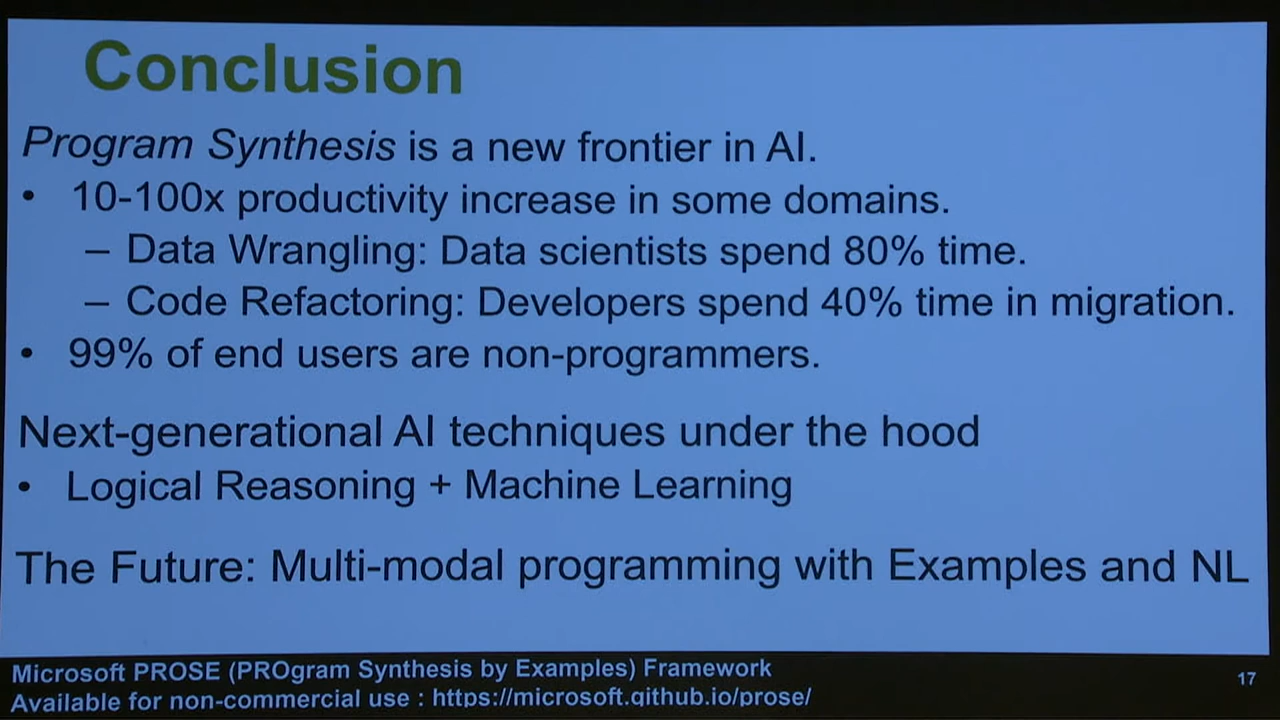 Conclusion
Program Synthesis is a new frontier in AI.
• 10-100x productivity increase in some domains.
– Data Wrangling: Data scientists spend 80% time.
– Code Refactoring: Developers spend 40% time in migration.
• 99% of end users are non-programmers.
Next-generational AI techniques under the hood
• Logical Reasoning + Machine Learning
The Future: Multi-modal programming with Examples and NL
Microsoft PROSE (PROgram Synthesis by Examples) Framework
Available for non-commercial use : https://microsoft.github.io/prose/
17